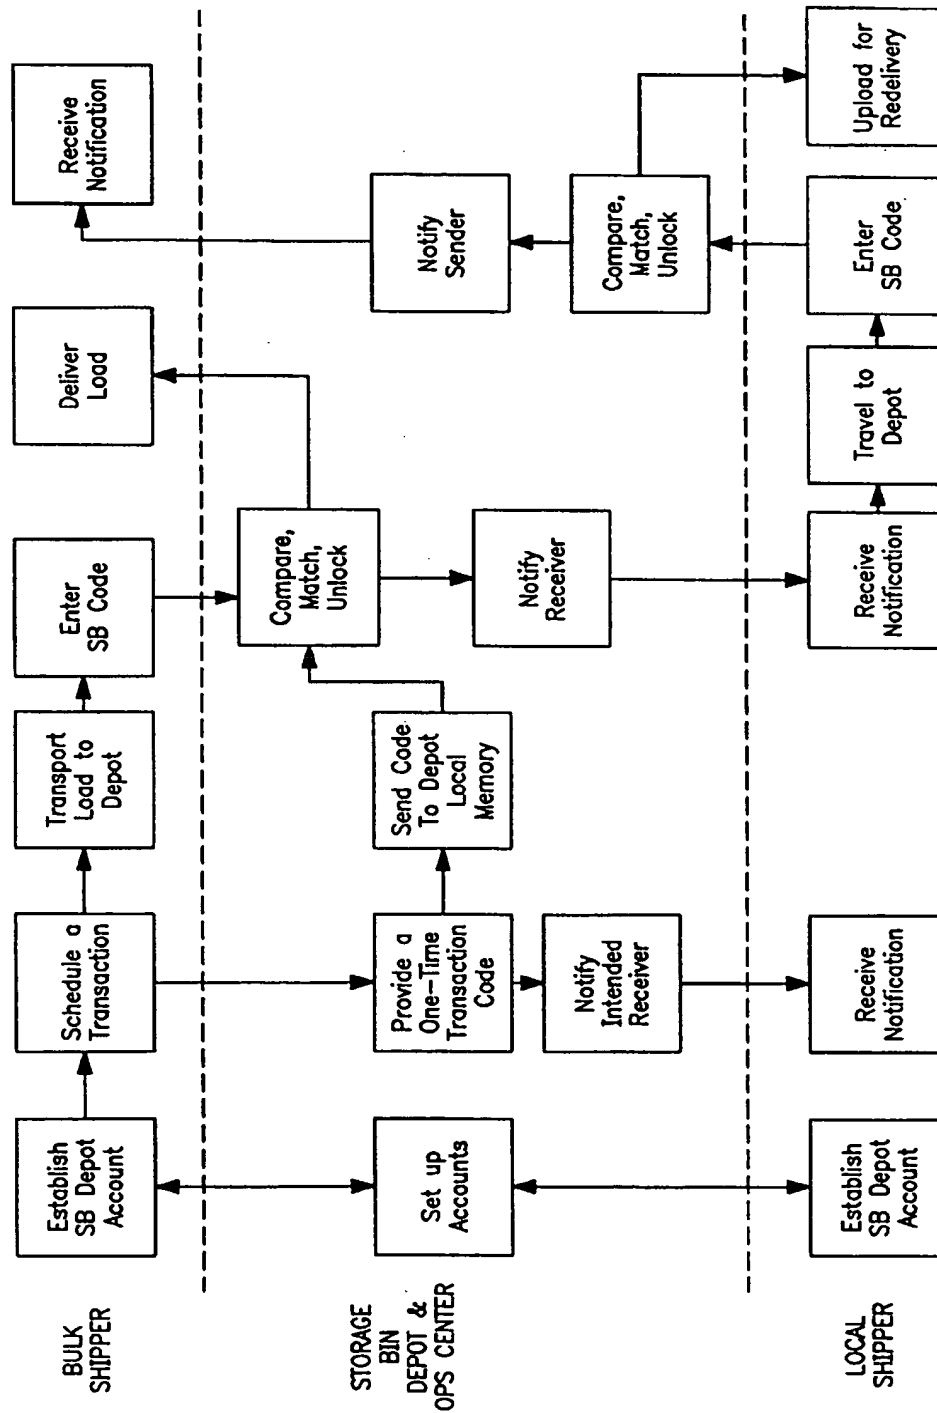 BULK
SHIPPER
Establish
SB Depot
Account
Schedule a
Transaction
Transport
Load to
Depot
Enter
SB Code
Deliver
Load
Receive
Notification
STORAGE
BIN
DEPOT &
OPS CENTER
Set up
Accounts
Provide a
One-Time
Transaction
Code
Notify
Intended
Receiver
Send Code
To Depot
Local
Memory
Compare,
Match,
Unlock
Notify
Receiver
Notify
Sender
Compare,
Match,
Unlock
LOCAL
SHIPPER
Establish
SB Depot
Account
Receive
Notification
Receive
Notification
Travel to
Depot
Enter
SB Code
Upload for
Redelivery